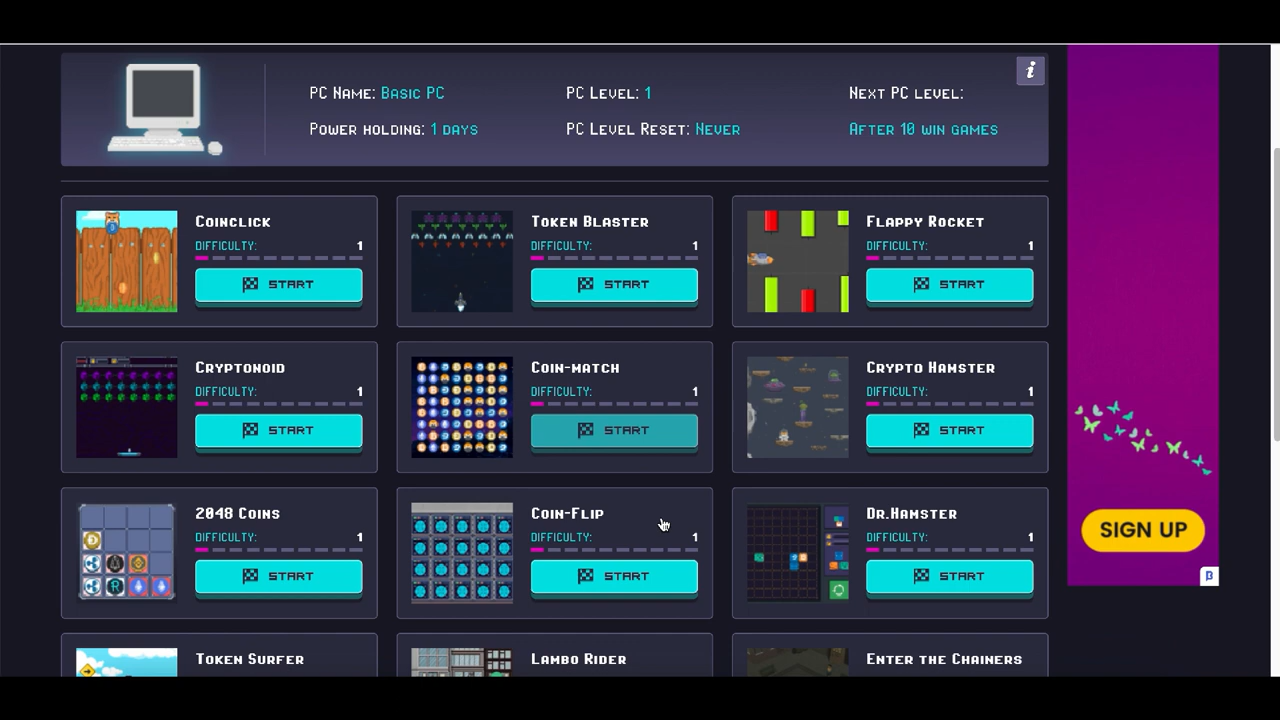 i
PC Name: Basic PC
PC Level: 1
Next PC level:
Power holding: 1 days
PC Level Reset: Never
After 10 win games
Coinclick
Difficulty: 1
START
Token Blaster
Difficulty: 1
START
Flappy Rocket
Difficulty: 1
START
Cryptonoid
Difficulty: 1
START
Coin-match
Difficulty: 1
START
Crypto Hamster
Difficulty: 1
START
2048 Coins
Difficulty: 1
START
Coin-Flip
Difficulty: 1
START
Dr.Hamster
Difficulty: 1
START
Token Surfer
Lambo Rider
Enter the Chainers
SIGN UP